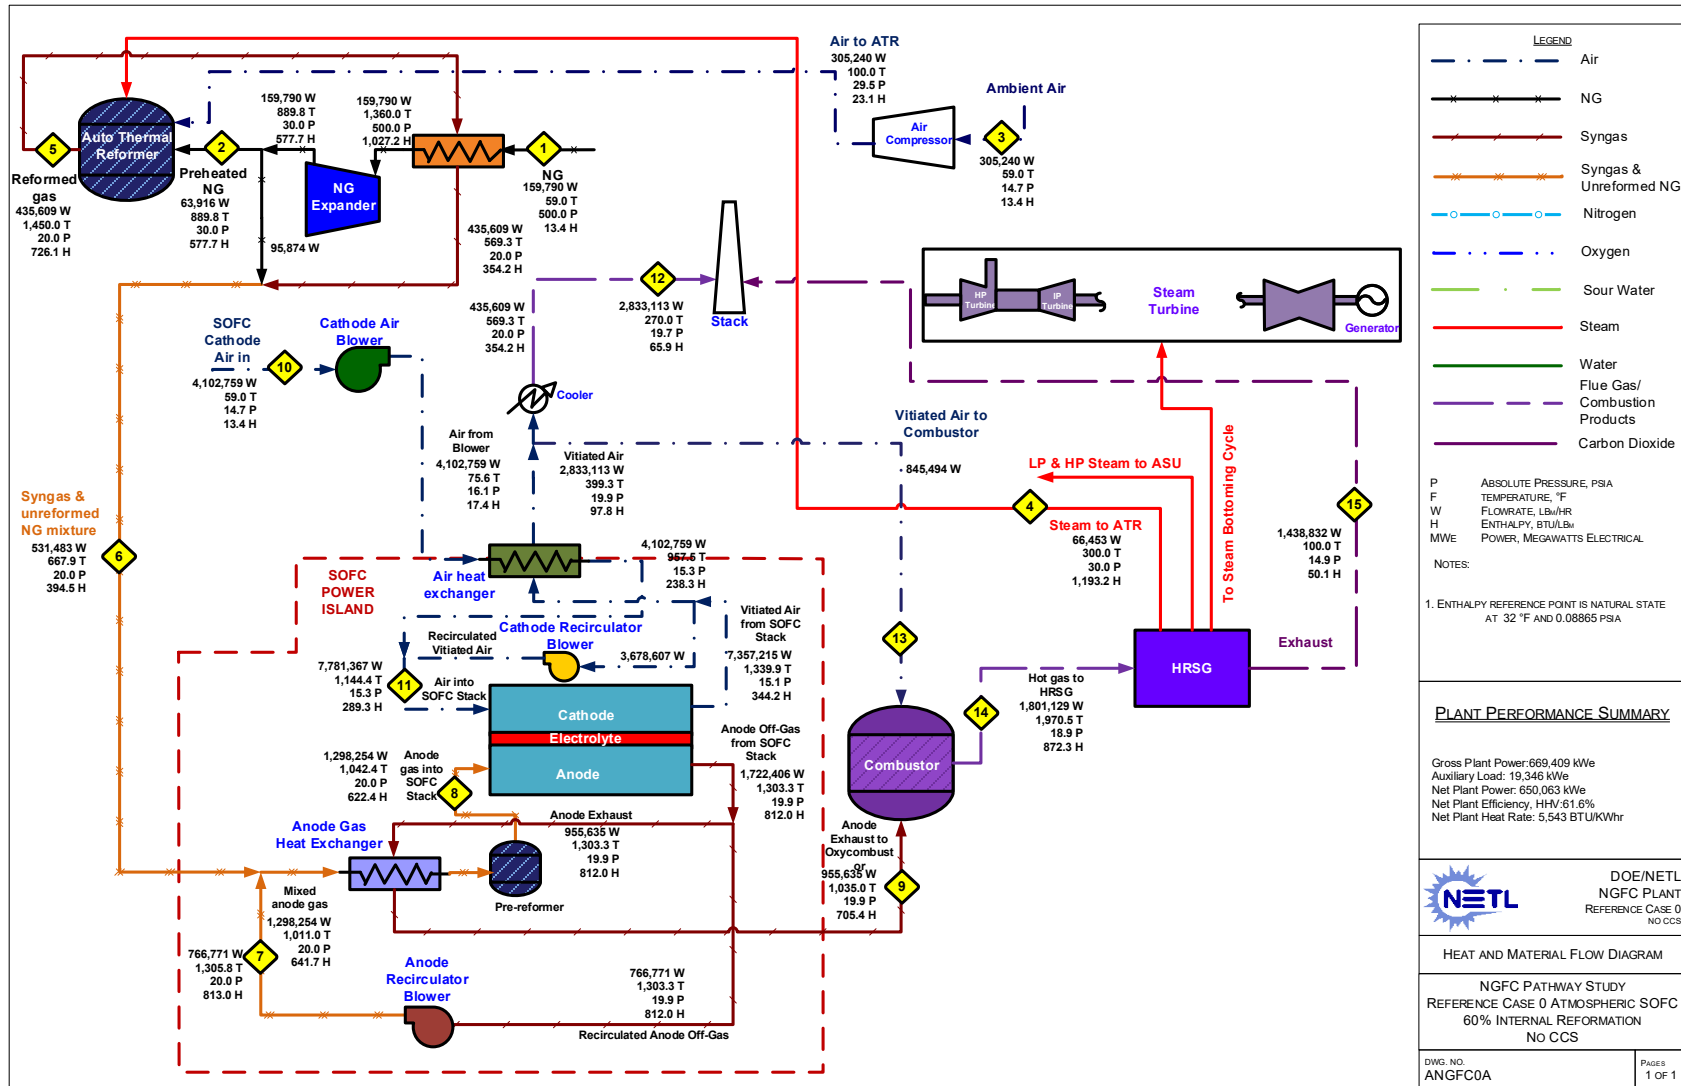 Air to ATR
305,240 W
100.0 T
29.5 P
23.1 H
Ambient Air
Air
Compressor
3
305,240 W
59.0 T
14.7 P
13.4 H
159,790 W
889.8 T
30.0 P
577.7 H
159,790 W
1,360.0 T
500.0 P
1,027.2 H
Auto Thermal
Reformer
5
2
1
Reformed
gas
435,609 W
1,450.0 T
20.0 P
726.1 H
Preheated
NG
63,916 W
889.8 T
30.0 P
577.7 H
NG
Expander
NG
159,790 W
59.0 T
500.0 P
13.4 H
95,874 W
435,609 W
569.3 T
20.0 P
354.2 H
12
2,833,113 W
270.0 T
19.7 P
65.9 H
Stack
435,609 W
569.3 T
20.0 P
354.2 H
HP
Turbine
IP
Turbine
Steam
Turbine
Generator
SOFC
Cathode
Air in
10
4,102,759 W
59.0 T
14.7 P
13.4 H
Cathode Air
Blower
Cooler
Air from
Blower
4,102,759 W
75.6 T
16.1 P
17.4 H
Vitiated Air
2,833,113 W
399.3 T
19.9 P
97.8 H
Vitiated Air to
Combustor
845,494 W
LP & HP Steam to ASU
4
Steam to ATR
66,453 W
300.0 T
30.0 P
1,193.2 H
To Steam Bottoming Cycle
15
1,438,832 W
100.0 T
14.9 P
50.1 H
Syngas &
unreformed
NG mixture
531,483 W
6
667.9 T
20.0 P
394.5 H
SOFC
POWER
ISLAND
Air heat
exchanger
4,102,759 W
957.5 T
15.3 P
238.3 H
Cathode Recirculator
Blower
Recirculated
Vitiated Air
3,678,607 W
Vitiated Air
from SOFC
Stack
7,357,215 W
1,339.9 T
15.1 P
344.2 H
7,781,367 W
1,144.4 T
15.3 P
289.3 H
11
Air into
SOFC Stack
Cathode
Electrolyte
Anode
13
HRSG
Exhaust
14
Hot gas to
HRSG
1,801,129 W
1,970.5 T
18.9 P
872.3 H
Combustor
1,298,254 W
1,042.4 T
20.0 P
622.4 H
Anode
gas into
SOFC
Stack
8
Anode Off-Gas
from SOFC
Stack
1,722,406 W
1,303.3 T
19.9 P
812.0 H
Anode Gas
Heat Exchanger
Anode Exhaust
955,635 W
1,303.3 T
19.9 P
812.0 H
Pre-reformer
Anode
Exhaust to
Oxycombust
or
955,635 W
1,035.0 T
19.9 P
705.4 H
9
Mixed
anode gas
1,298,254 W
1,011.0 T
20.0 P
641.7 H
7
766,771 W
1,305.8 T
20.0 P
813.0 H
Anode
Recirculator
Blower
766,771 W
1,303.3 T
19.9 P
812.0 H
Recirculated Anode Off-Gas
LEGEND
Air
NG
Syngas
Syngas &
Unreformed NG
Nitrogen
Oxygen
Sour Water
Steam
Water
Flue Gas/
Combustion
Products
Carbon Dioxide
P ABSOLUTE PRESSURE, PSIA
F TEMPERATURE, °F
W FLOWRATE, LBM/HR
H ENTHALPY, BTU/LBM
MWE POWER, MEGAWATTS ELECTRICAL
NOTES:
1. ENTHALPY REFERENCE POINT IS NATURAL STATE
AT 32 °F AND 0.08865 PSIA
PLANT PERFORMANCE SUMMARY
Gross Plant Power:669,409 kWe
Auxiliary Load: 19,346 kWe
Net Plant Power: 650,063 kWe
Net Plant Efficiency, HHV:61.6%
Net Plant Heat Rate: 5,543 BTU/KWhr
NETL
DOE/NETL
NGFC PLANT
REFERENCE CASE 0
NO CCS
HEAT AND MATERIAL FLOW DIAGRAM
NGFC PATHWAY STUDY
REFERENCE CASE 0 ATMOSPHERIC SOFC
60% INTERNAL REFORMATION
NO CCS
DWG. NO.
ANGFC0A
PAGES
1 OF 1